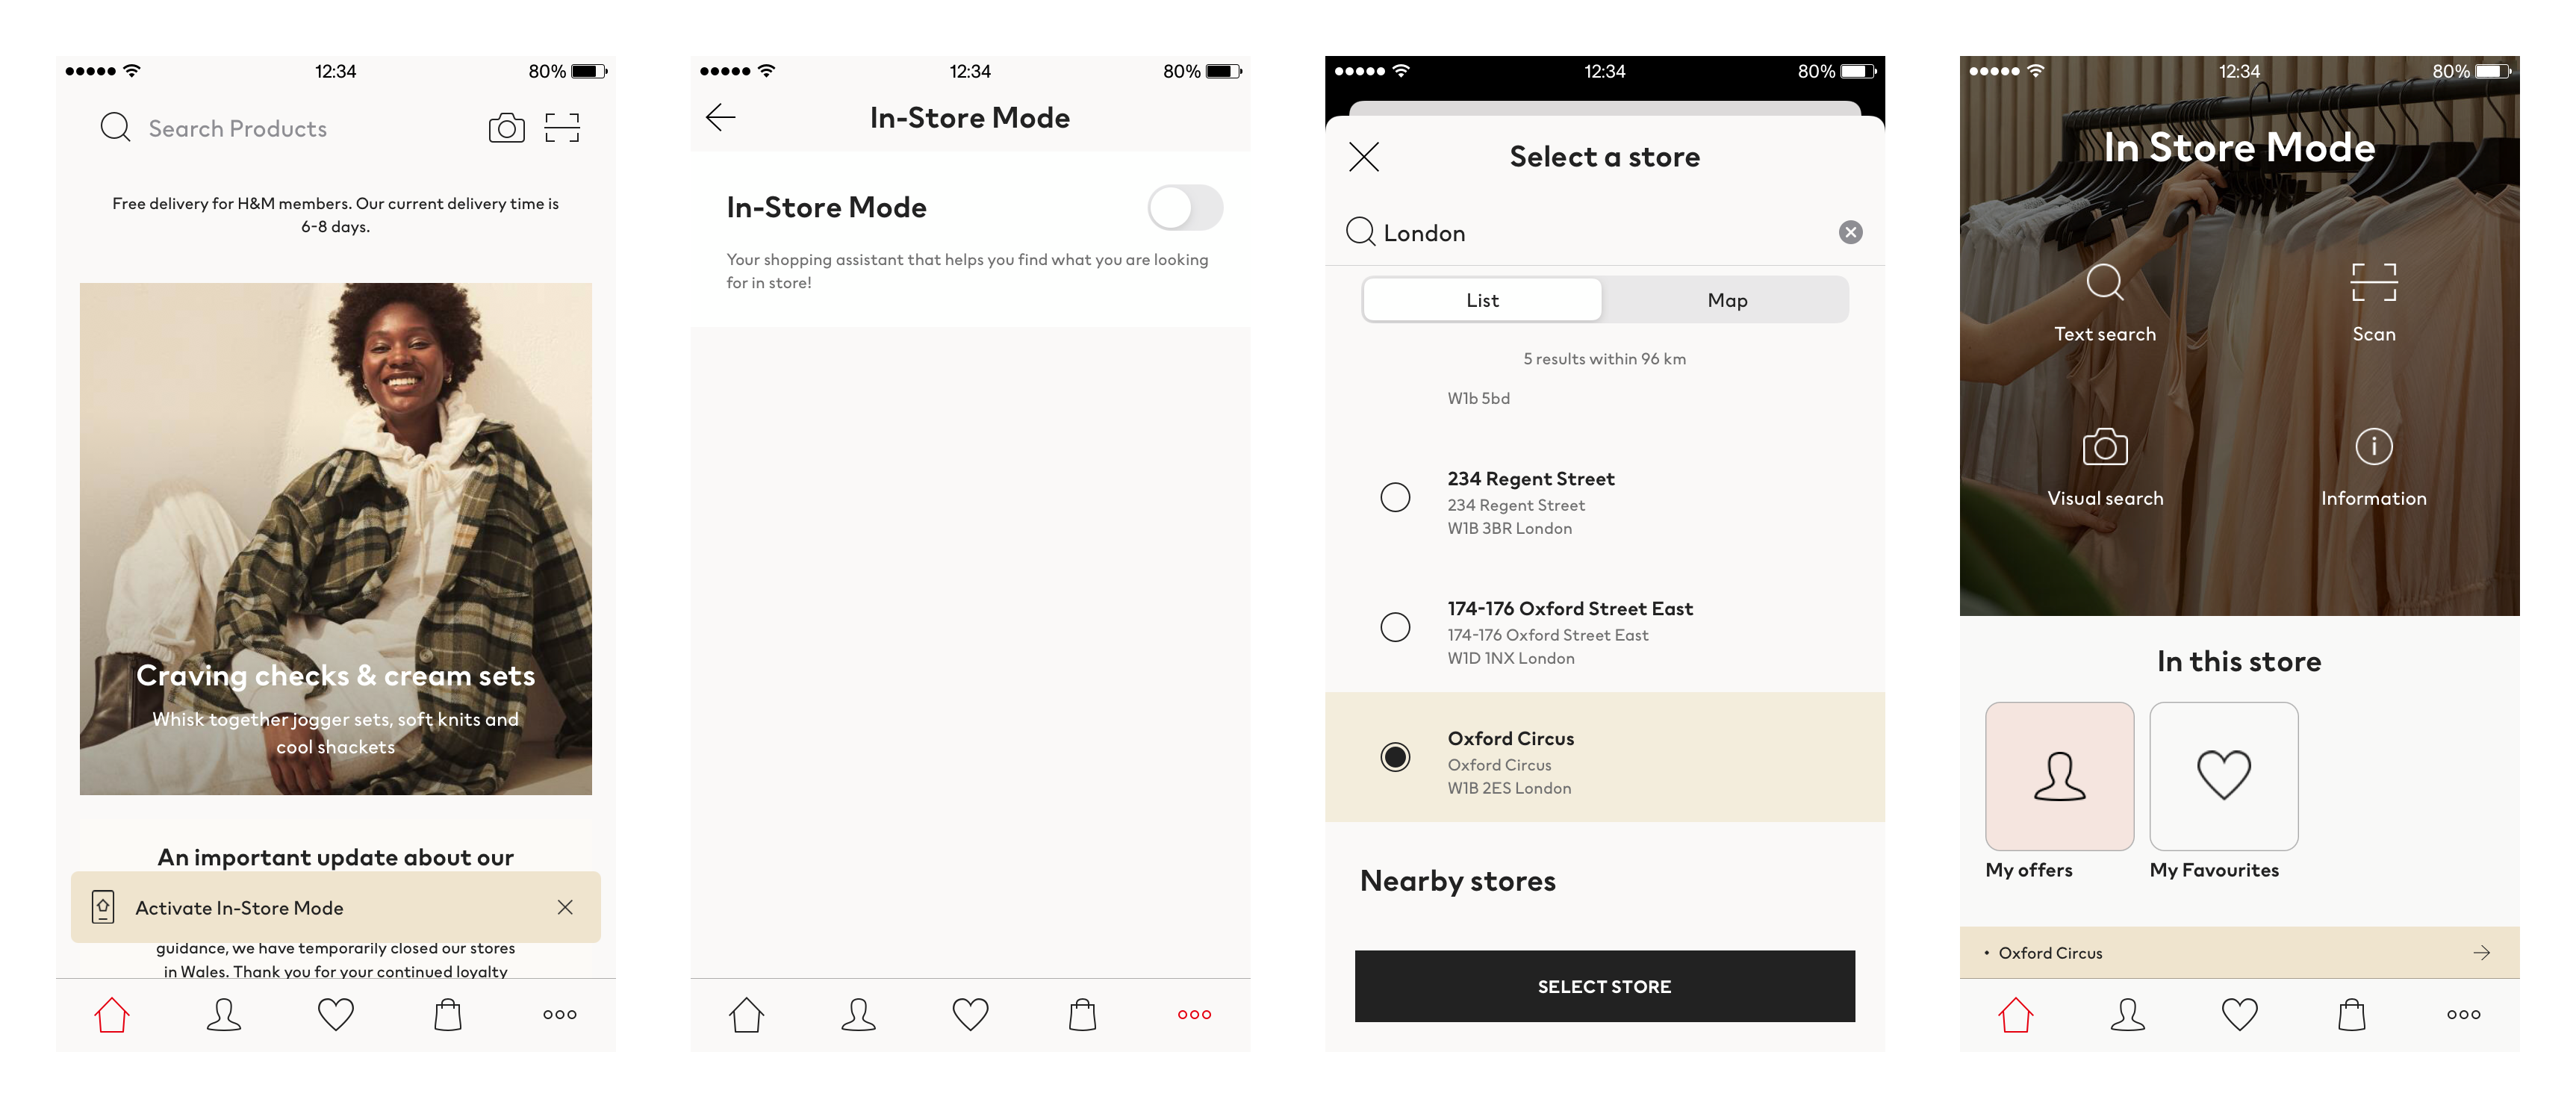 12:34
80%
Search Products
Free delivery for H&M members. Our current delivery time is
6-8 days.
Craving checks & cream sets
Whisk together jogger sets, soft knits and
cool shackets
An important update about our
Activate In-Store Mode
guidance, we have temporarily closed our stores
in Wales. Thank you for your continued loyalty
12:34
80%
In-Store Mode
In-Store Mode
Your shopping assistant that helps you find what you are looking
for in store!
12:34
80%
Select a store
London
List
Map
5 results within 96 km
W1b 5bd
234 Regent Street
234 Regent Street
W1B 3BR London
174-176 Oxford Street East
174-176 Oxford Street East
W1D 1NX London
Oxford Circus
Oxford Circus
W1B 2ES London
Nearby stores
SELECT STORE
12:34
80%
In Store Mode
Text search
Scan
Visual search
Information
In this store
My offers
My Favourites
• Oxford Circus